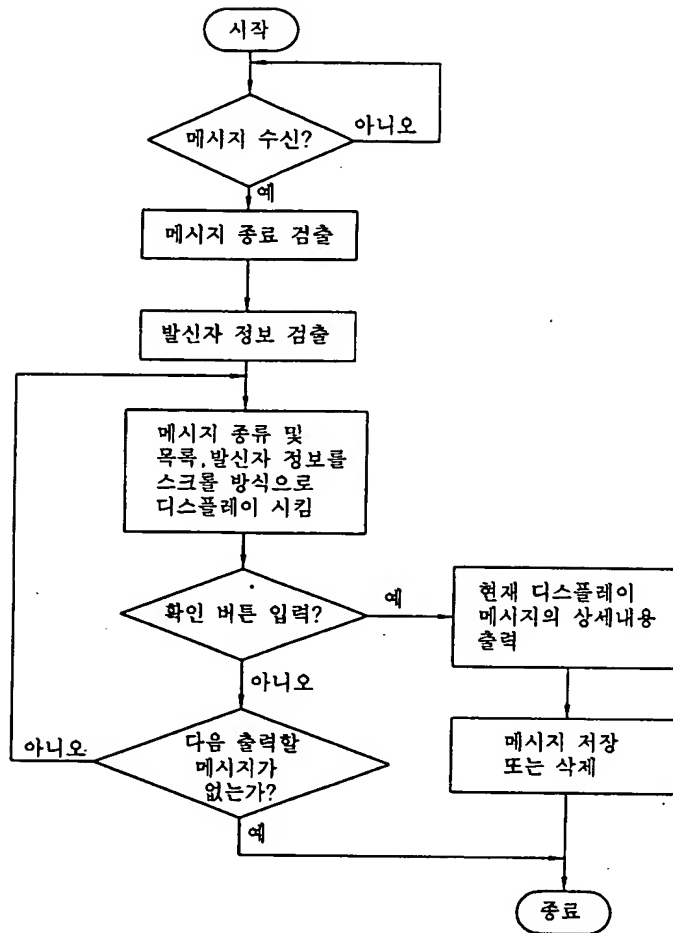 시작
메시지 수신?
아니오
예
메시지 종료 검출
발신자 정보 검출
메시지 종류 및
목록,발신자 정보를
스크롤 방식으로
디스플레이 시킴
확인 버튼 입력?
예
현재 디스플레이
메시지의 상세내용
출력
아니오
아니오
다음 출력할
메시지가
없는가?
메시지 저장
또는 삭제
예
종료